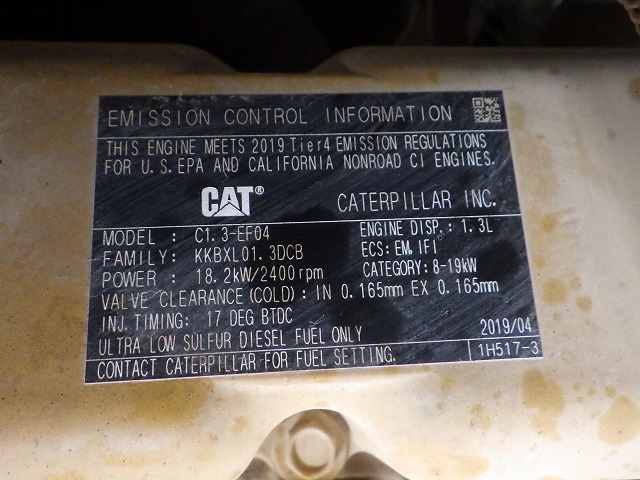 EMISSION CONTROL INFORMATION
THIS ENGINE MEETS 2019 Tier4 EMISSION REGULATIONS
FOR U.S.EPA AND CALIFORNIA NONROAD CI ENGINES.
CAT® CATERPILLAR INC.
MODEL : C1.3-EF04 ENGINE DISP.: 1.3L
FAMILY: KKBXL01.3DCB ECS: EM,IFI
POWER : 18.2kW/2400rpm CATEGORY: 8-19kW
VALVE CLEARANCE(COLD): IN 0.165mm EX 0.165mm
INJ.TIMING: 17 DEG BTDC
ULTRA LOW SULFUR DIESEL FUEL ONLY 2019/04
CONTACT CATERPILLAR FOR FUEL SETTING. 1H517-3